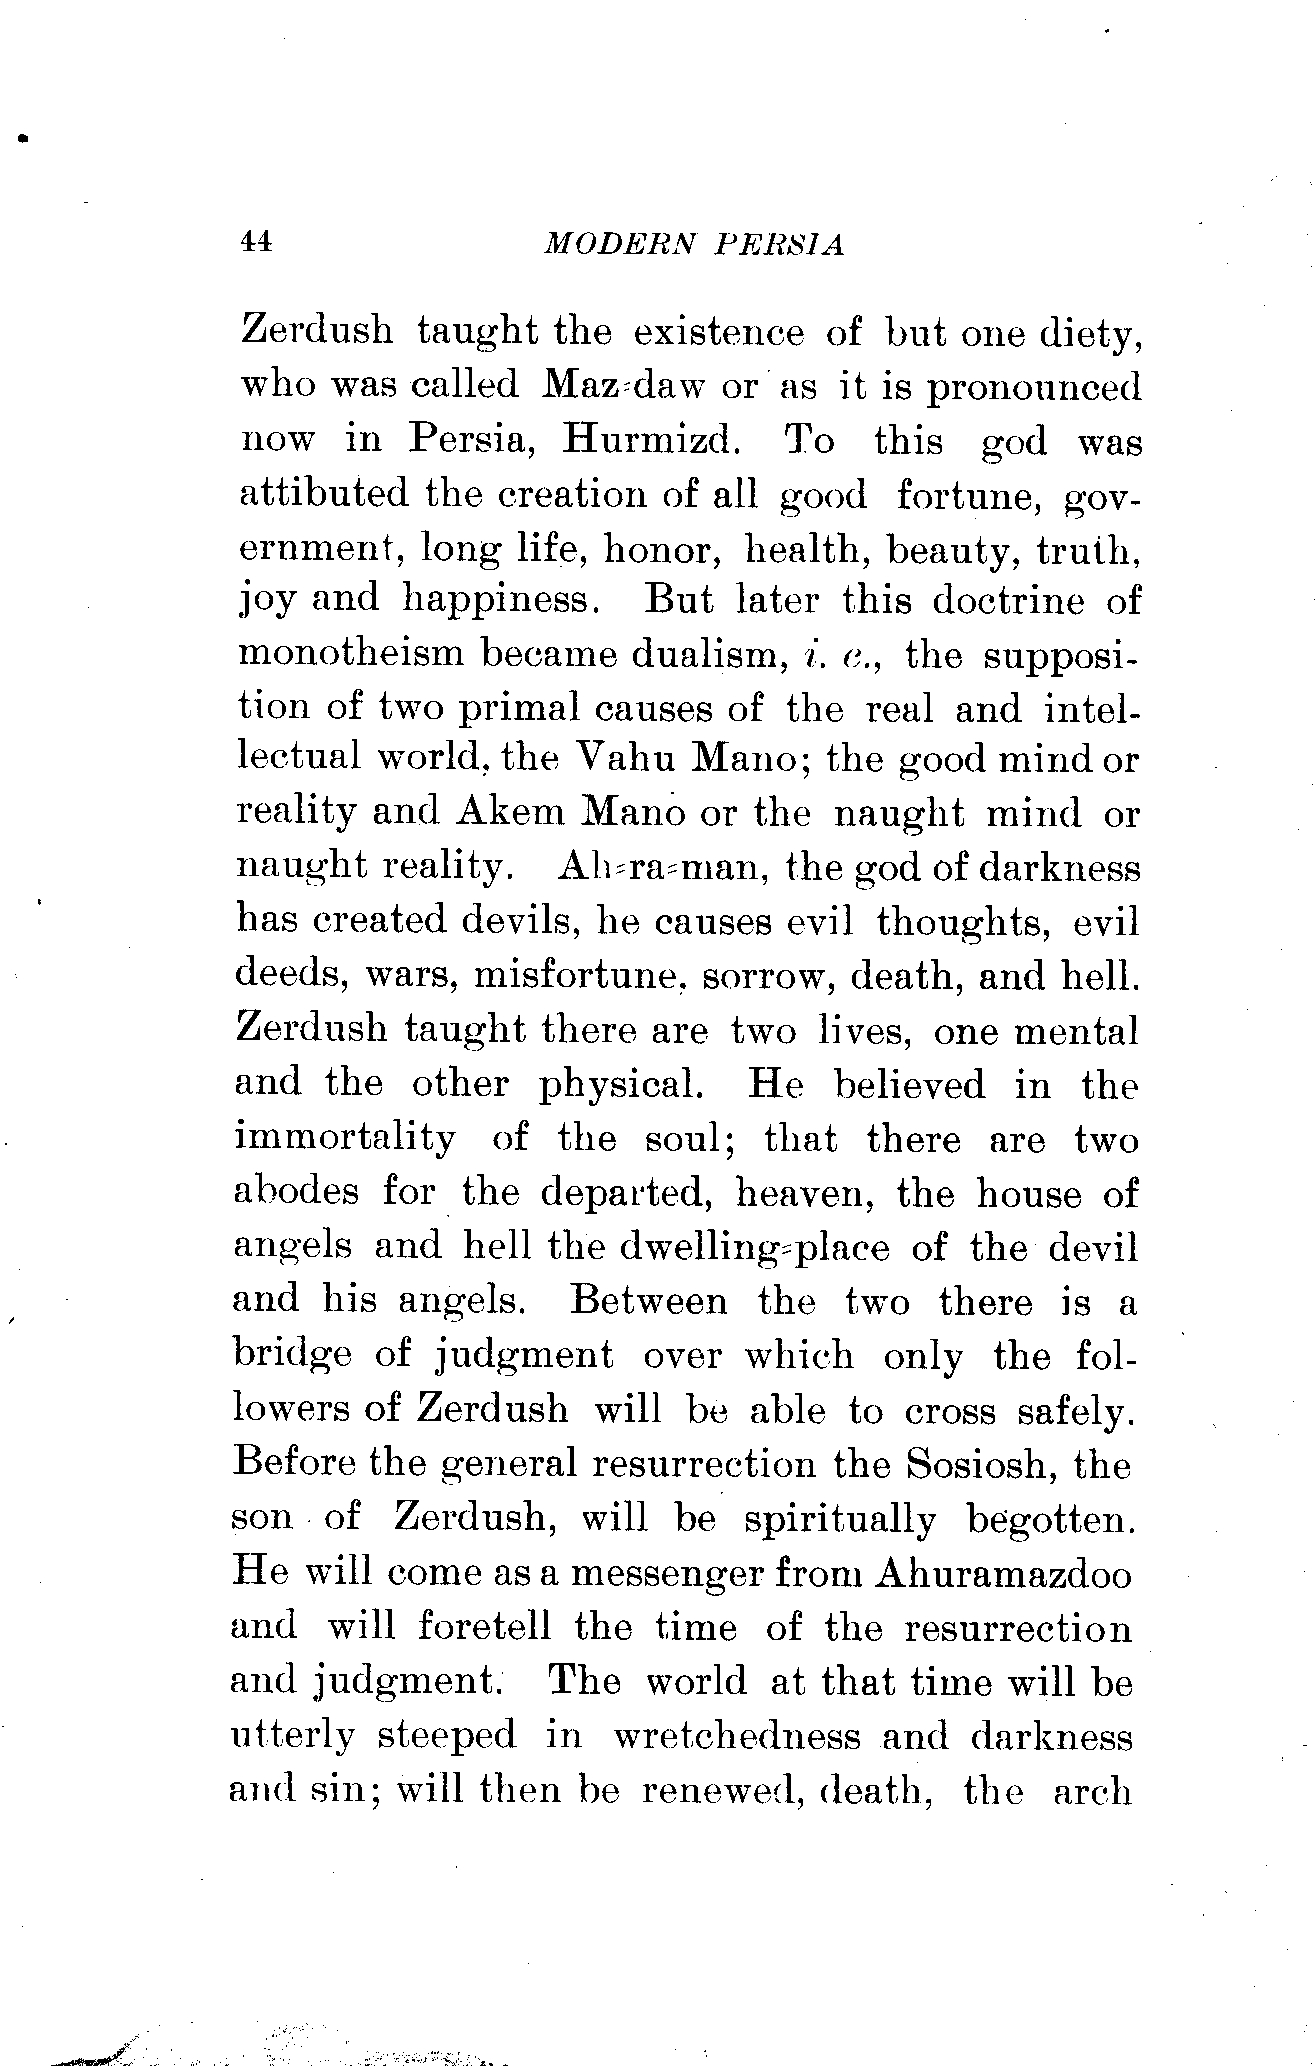 44 MODERN PERSIA
Zerdush taught the existence of but one diety,
who was called Maz=daw or as it is pronounced
now in Persia, Hurmizd. To this god was
attibuted the creation of all good fortune, gov-
ernment, long life, honor, health, beauty, truth,
joy and happiness. But later this doctrine of
monotheism became dualism, i. e., the supposi-
tion of two primal causes of the real and intel-
lectual world, the Vahu Mano; the good mind or
reality and Akem Mano or the naught mind or
naught reality. Ah=ra=man, the god of darkness
has created devils, he causes evil thoughts, evil
deeds, wars, misfortune, sorrow, death, and hell.
Zerdush taught there are two lives, one mental
and the other physical. He believed in the
immortality of the soul; that there are two
abodes for the departed, heaven, the house of
angels and hell the dwelling=place of the devil
and his angels. Between the two there is a
bridge of judgment over which only the fol-
lowers of Zerdush will be able to cross safely.
Before the general resurrection the Sosiosh, the
son of Zerdush, will be spiritually begotten.
He will come as a messenger from Ahuramazdoo
and will foretell the time of the resurrection
and judgment. The world at that time will be
utterly steeped in wretchedness and darkness
and sin; will then be renewed, death, the arch